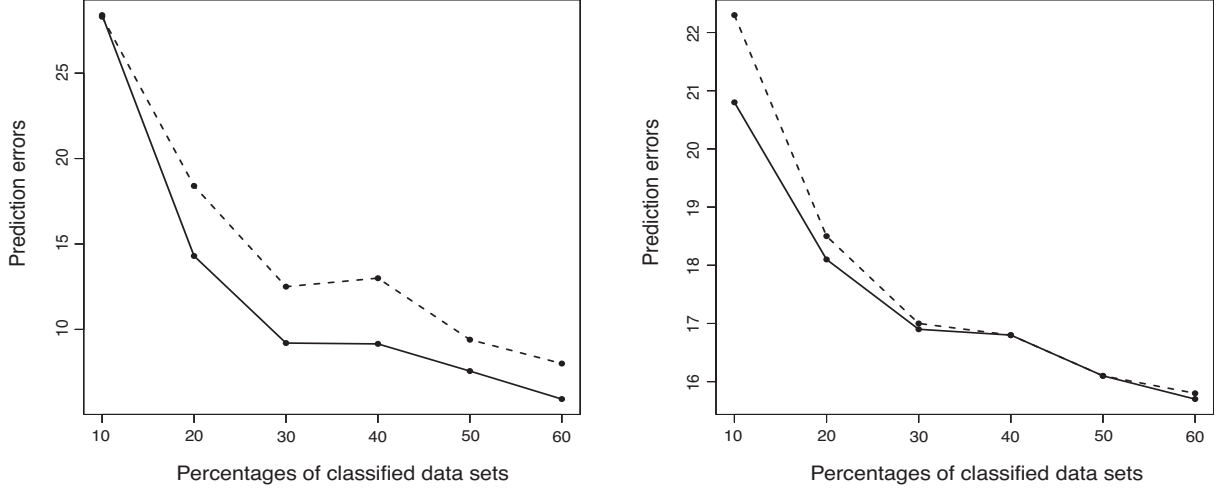 Prediction errors
25
20
15
10
10 20 30 40 50 60
Percentages of classified data sets
Prediction errors
22
21
20
19
18
17
16
10 20 30 40 50 60
Percentages of classified data sets